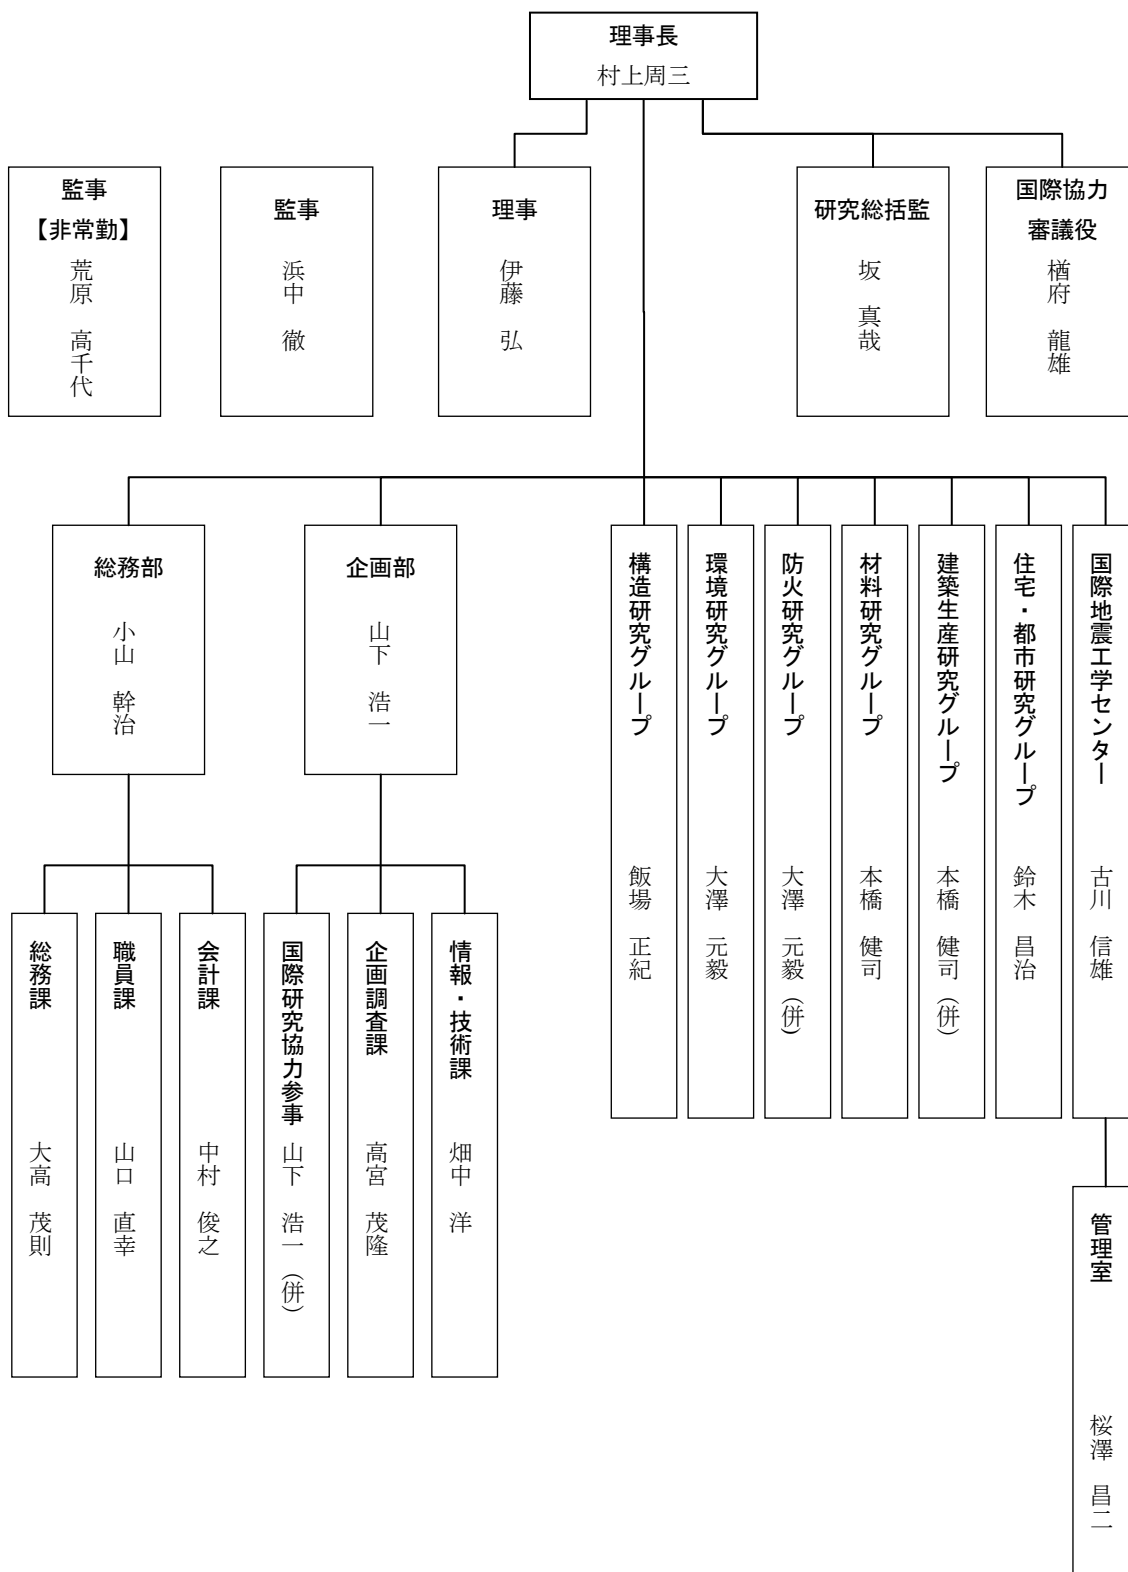 理事長
村上周三
監事
【非常勤】
荒原 高千代
監事
浜中 徹
理事
伊藤 弘
研究総括監
坂 真哉
国際協力
審議役
楢府 龍雄
総務部
小山 幹治
企画部
山下 浩一
構造研究グループ 飯場 正紀
環境研究グループ 大澤 元毅
防火研究グループ 大澤 元毅(併)
材料研究グループ 本橋 健司
建築生産研究グループ 本橋 健司(併)
住宅・都市研究グループ 鈴木 昌治
国際地震工学センター 古川 信雄
総務課 大高 茂則
職員課 山口 直幸
会計課 中村 俊之
国際研究協力参事 山下 浩一(併)
企画調査課 高宮 茂隆
情報・技術課 畑中 洋
管理室 桜澤 昌二